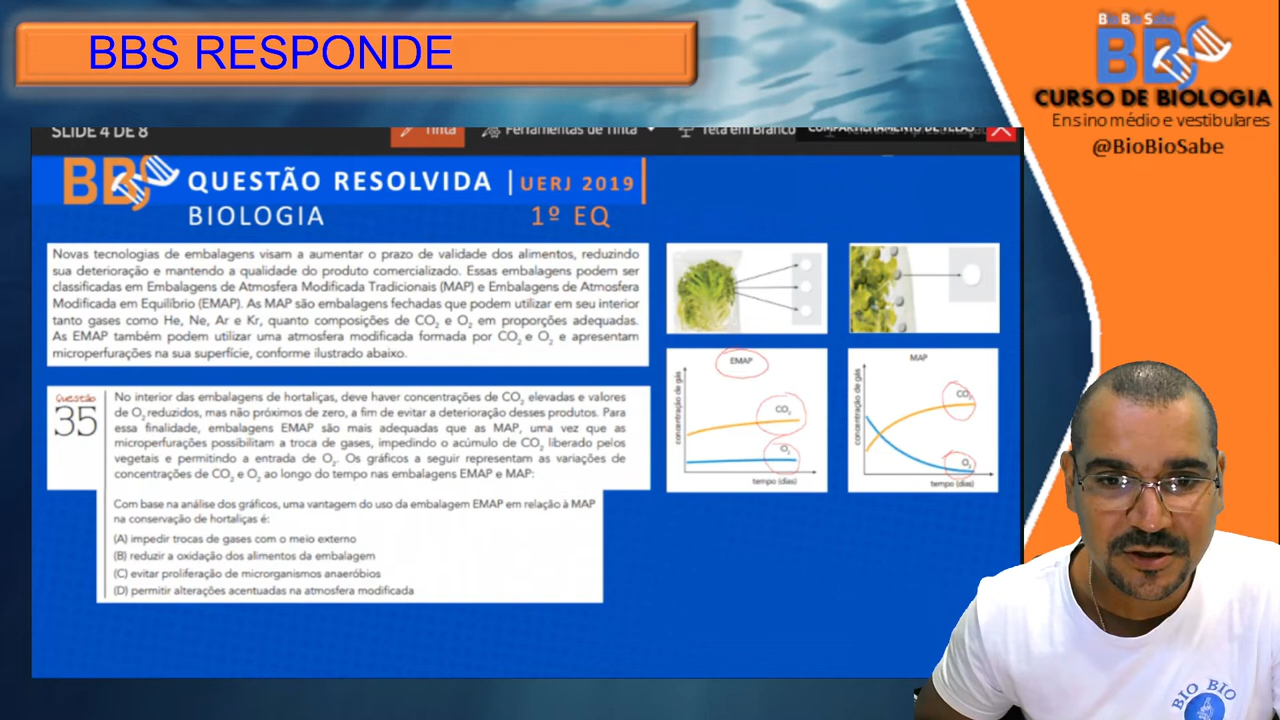 BBS RESPONDE
Bio Bio Sabe
BBS
CURSO DE BIOLOGIA
Ensino médio e vestibulares
@BioBioSabe
SLIDE 4 DE 8
Tinta
Ferramentas de Tinta
Tela em Branco
COMPARTILHAMENTO DE TELAS
BBS
QUESTÃO RESOLVIDA | UERJ 2019
BIOLOGIA
1º EQ
Novas tecnologias de embalagens visam a aumentar o prazo de validade dos alimentos, reduzindo
sua deterioração e mantendo a qualidade do produto comercializado. Essas embalagens podem ser
classificadas em Embalagens de Atmosfera Modificada Tradicionais (MAP) e Embalagens de Atmosfera
Modificada em Equilíbrio (EMAP). As MAP são embalagens fechadas que podem utilizar em seu interior
tanto gases como He, Ne, Ar e Kr, quanto composições de CO₂ e O₂ em proporções adequadas.
As EMAP também podem utilizar uma atmosfera modificada formada por CO₂ e O₂ e apresentam
microperfurações na sua superfície, conforme ilustrado abaixo.
Questão
35
No interior das embalagens de hortaliças, deve haver concentrações de CO₂ elevadas e valores
de O₂ reduzidos, mas não próximos de zero, a fim de evitar a deterioração desses produtos. Para
essa finalidade, embalagens EMAP são mais adequadas que as MAP, uma vez que as
microperfurações possibilitam a troca de gases, impedindo o acúmulo de CO₂ liberado pelos
vegetais e permitindo a entrada de O₂. Os gráficos a seguir representam as variações de
concentrações de CO₂ e O₂ ao longo do tempo nas embalagens EMAP e MAP:
Com base na análise dos gráficos, uma vantagem do uso da embalagem EMAP em relação à MAP
na conservação de hortaliças é:
(A) impedir trocas de gases com o meio externo
(B) reduzir a oxidação dos alimentos da embalagem
(C) evitar proliferação de microrganismos anaeróbios
(D) permitir alterações acentuadas na atmosfera modificada
EMAP
concentração de gás
CO₂
O₂
tempo (dias)
MAP
concentração de gás
CO₂
O₂
tempo (dias)
BIO BIO